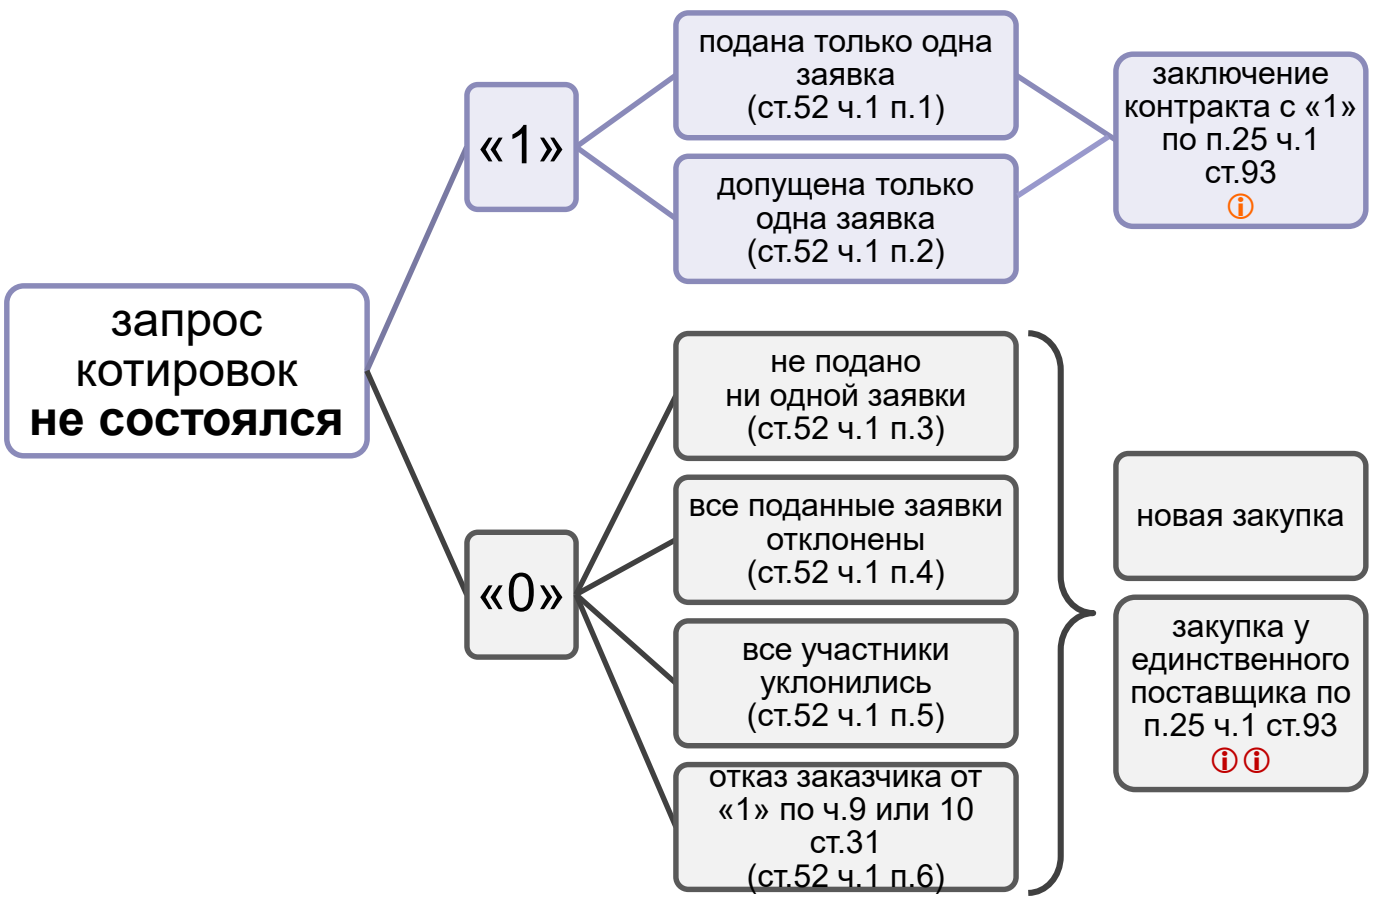 запрос
котировок
не состоялся
«1»
подана только одна
заявка
(ст.52 ч.1 п.1)
допущена только
одна заявка
(ст.52 ч.1 п.2)
заключение
контракта с «1»
по п.25 ч.1
ст.93
«0»
не подано
ни одной заявки
(ст.52 ч.1 п.3)
все поданные заявки
отклонены
(ст.52 ч.1 п.4)
все участники
уклонились
(ст.52 ч.1 п.5)
отказ заказчика от
«1» по ч.9 или 10
ст.31
(ст.52 ч.1 п.6)
новая закупка
закупка у
единственного
поставщика по
п.25 ч.1 ст.93